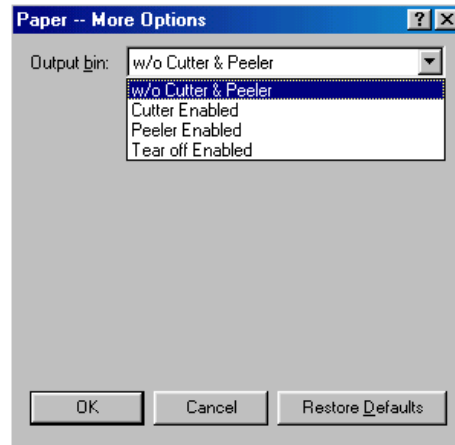 Paper -- More Options
Output bin: w/o Cutter & Peeler
w/o Cutter & Peeler
Cutter Enabled
Peeler Enabled
Tear off Enabled
OK Cancel Restore Defaults